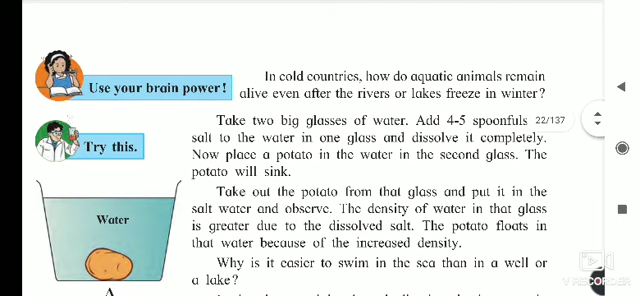 Use your brain power!
In cold countries, how do aquatic animals remain
alive even after the rivers or lakes freeze in winter?
Try this.
Take two big glasses of water. Add 4-5 spoonfuls
22/137
salt to the water in one glass and dissolve it completely.
Now place a potato in the water in the second glass. The
potato will sink.
Take out the potato from that glass and put it in the
salt water and observe. The density of water in that glass
is greater due to the dissolved salt. The potato floats in
that water because of the increased density.
Why is it easier to swim in the sea than in a well or
a lake?
Water
A
V RECORDER